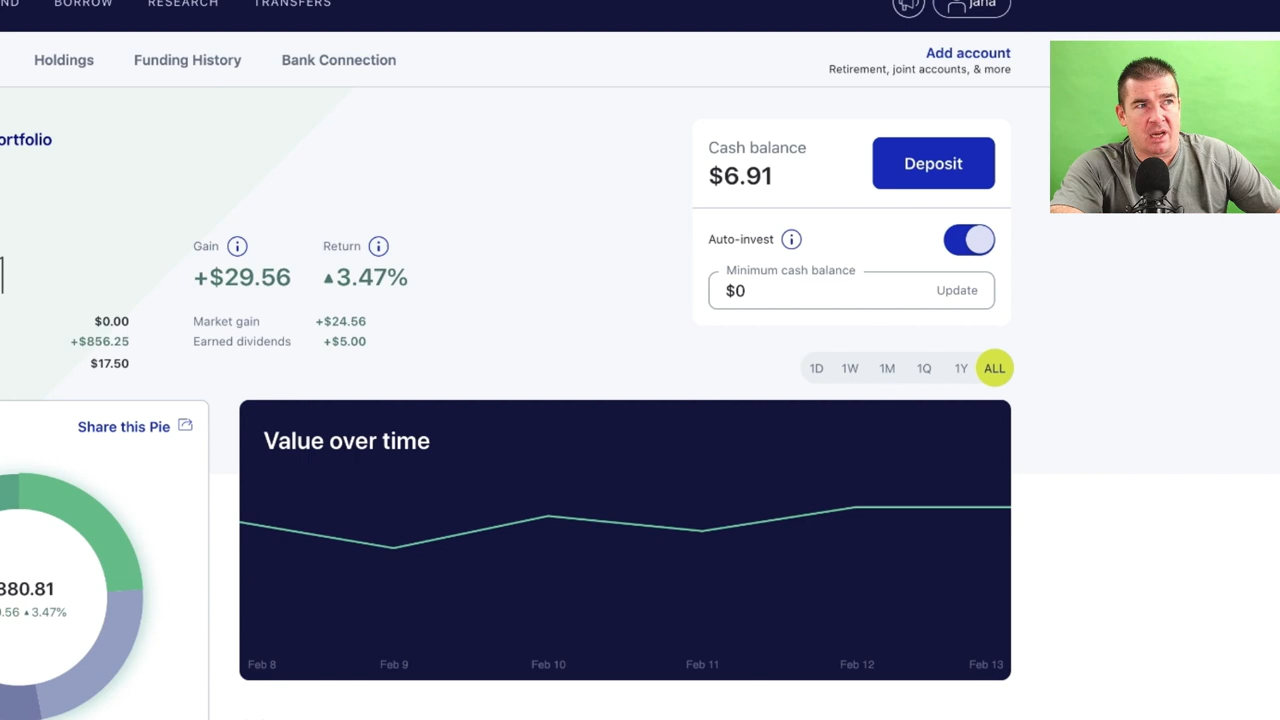 BORROW
RESEARCH
TRANSFERS
Holdings
Funding History
Bank Connection
Add account
Retirement, joint accounts, & more
Cash balance
$6.91
Deposit
Auto-invest
Minimum cash balance
$0
Update
Gain
Return
+$29.56
▲3.47%
Market gain
+$24.56
Earned dividends
+$5.00
$0.00
+$856.25
$17.50
1D 1W 1M 1Q 1Y ALL
Share this Pie
Value over time
▲3.47%
Feb 8
Feb 9
Feb 10
Feb 11
Feb 12
Feb 13